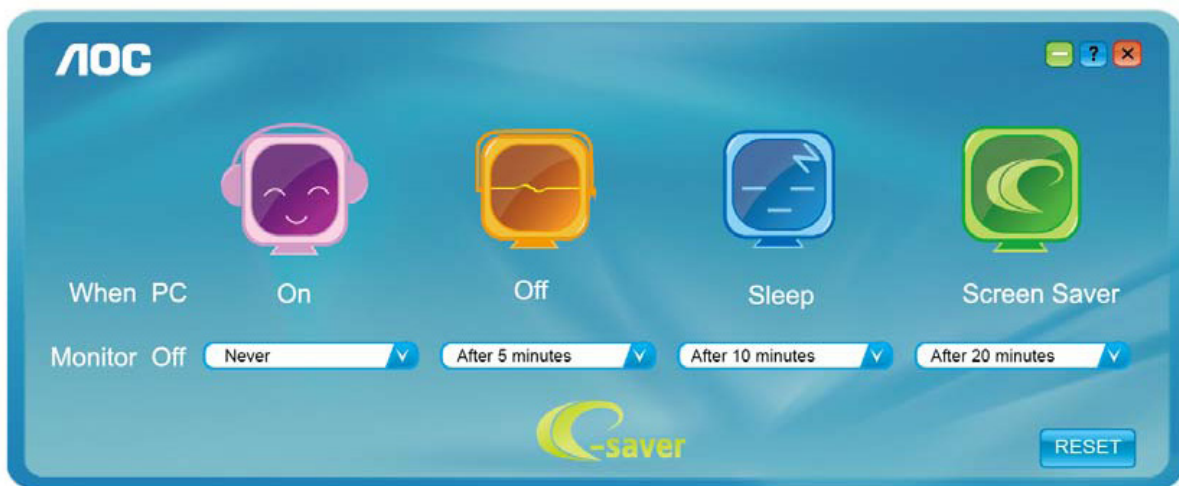 AOC
?
When PC On Off Sleep Screen Saver
Monitor Off Never After 5 minutes After 10 minutes After 20 minutes
e-saver
RESET